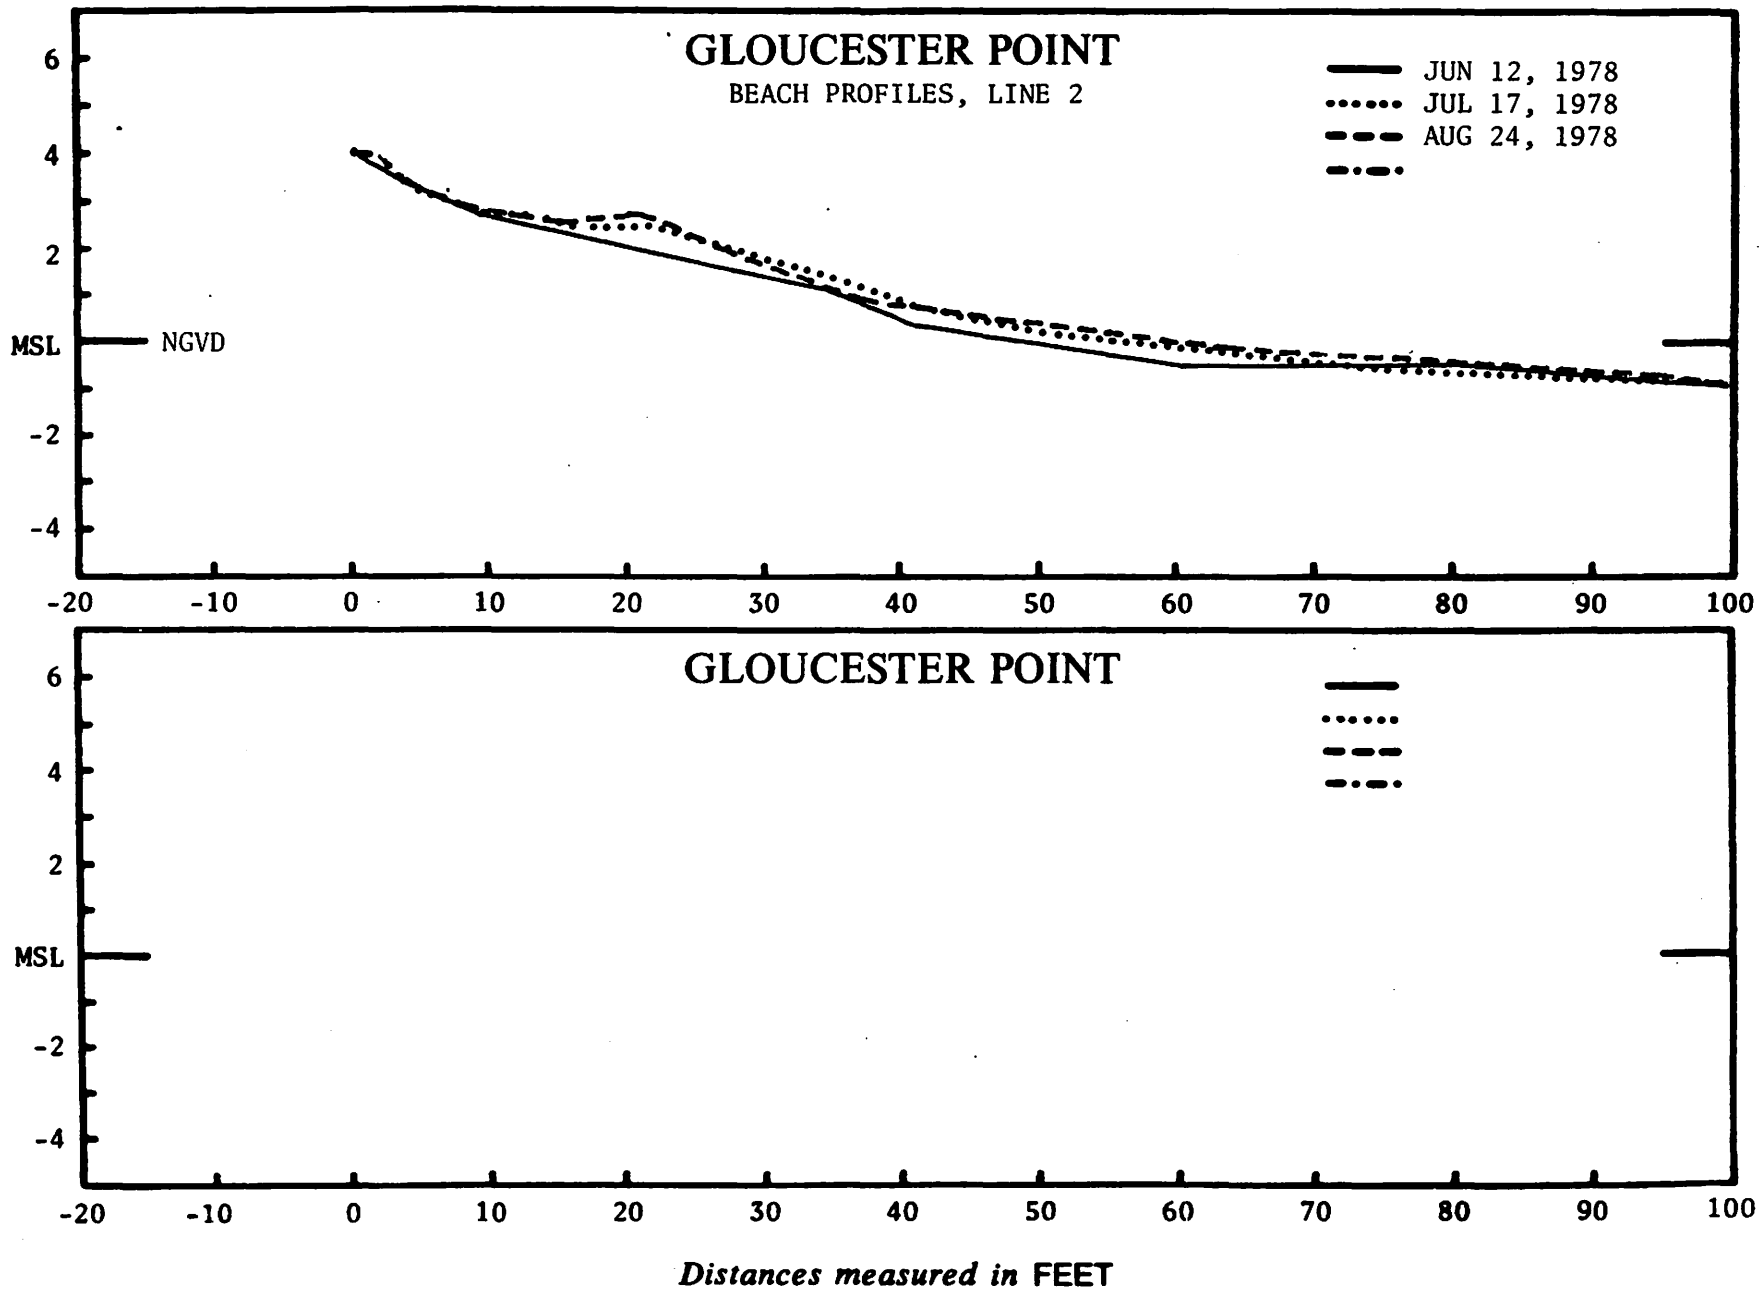 GLOUCESTER POINT
BEACH PROFILES, LINE 2
JUN 12, 1978
JUL 17, 1978
AUG 24, 1978
6
4
2
MSL
NGVD
-2
-4
-20 -10 0 10 20 30 40 50 60 70 80 90 100
GLOUCESTER POINT
6
4
2
MSL
-2
-4
-20 -10 0 10 20 30 40 50 60 70 80 90 100
Distances measured in FEET